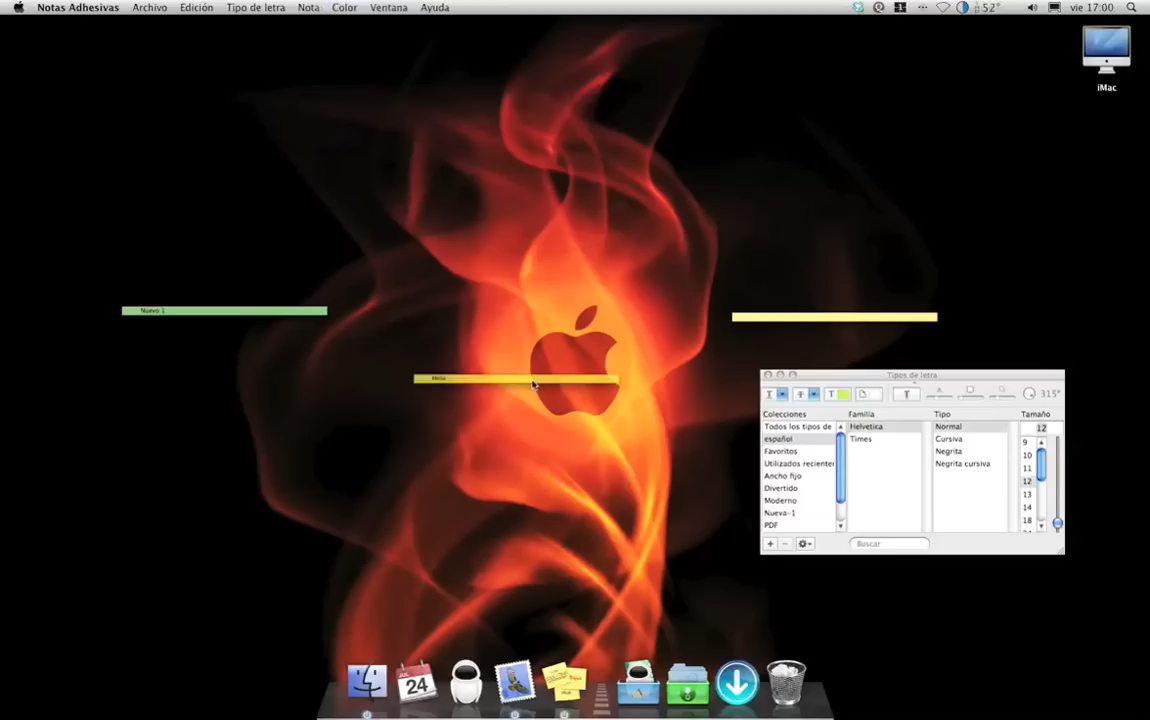 Notas Adhesivas Archivo Edición Tipo de letra Nota Color Ventana Ayuda
52° vie 17:00
iMac
Nuevo 1
Tipos de letra
T T T T 315°
Colecciones Familia Tipo Tamaño
Todos los tipos de Helvetica Normal 12
español Times Cursiva 9
Favoritos Negrita 10
Utilizados reciente Negrita cursiva 11
Ancho fijo 12
Divertido 13
Moderno 14
Nueva-1 18
PDF
Buscar
JUL
24